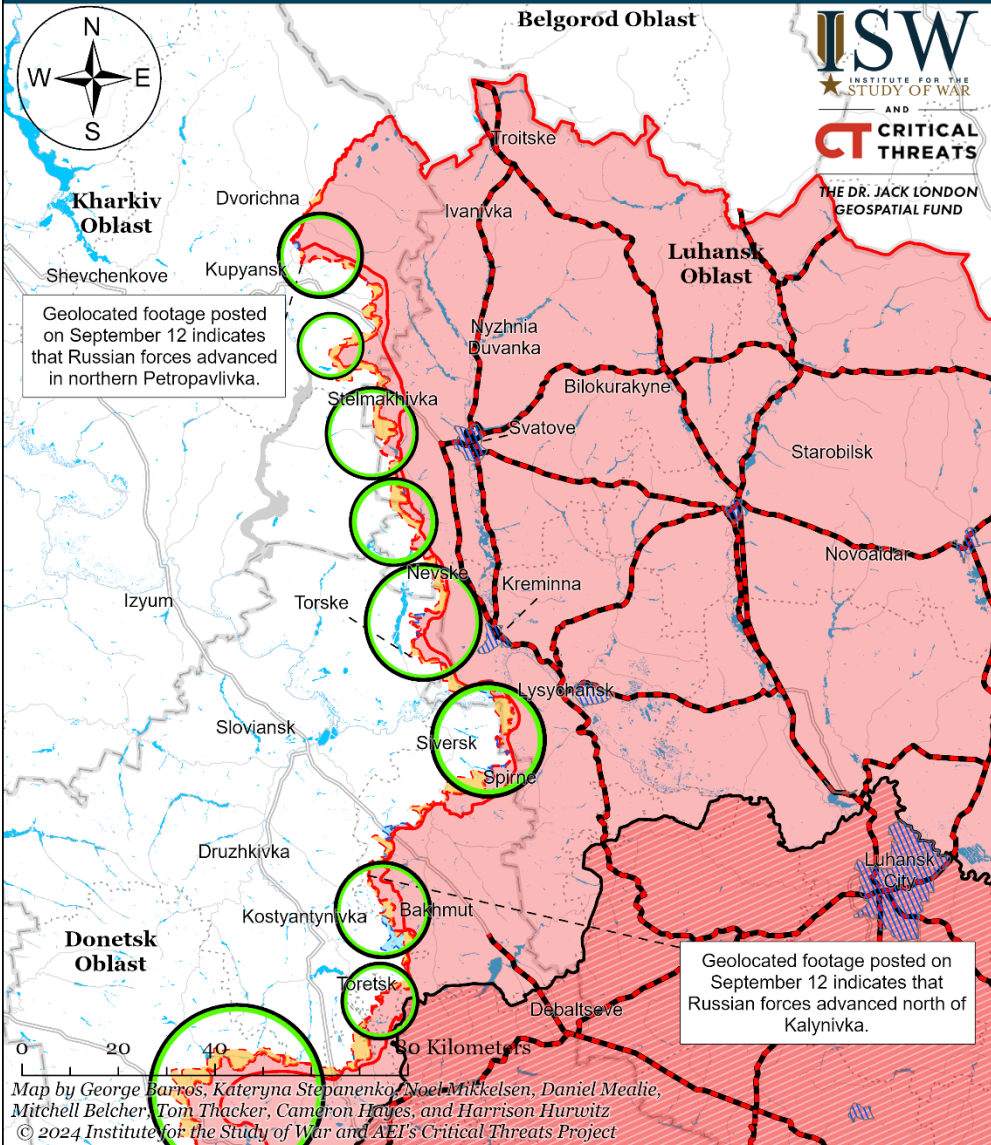 Belgorod Oblast
N
W E
S
ISW
INSTITUTE FOR THE
STUDY OF WAR
AND
CT CRITICAL
THREATS
THE DR. JACK LONDON
GEOSPATIAL FUND
Troitske
Dvorichna
Kharkiv
Oblast
Ivanivka
Luhansk
Oblast
Shevchenkove
Kupyansk
Geolocated footage posted
on September 12 indicates
that Russian forces advanced
in northern Petropavlivka.
Nyzhnia
Duvanka
Bilokurakyne
Stelmakhivka
Svatove
Starobilsk
Novoaidar
Nevske
Kreminna
Izyum
Torske
Lysychansk
Sloviansk
Siversk
Spirne
Druzhkivka
Luhansk
City
Kostyantynivka
Bakhmut
Donetsk
Oblast
Geolocated footage posted on
September 12 indicates that
Russian forces advanced north of
Kalynivka.
Toretsk
Debaltseve
0 20 40 80 Kilometers
Map by George Barros, Kateryna Stepanenko, Noel Mikkelsen, Daniel Mealie,
Mitchell Belcher, Tom Thacker, Cameron Hayes, and Harrison Hurwitz
© 2024 Institute for the Study of War and AEI's Critical Threats Project